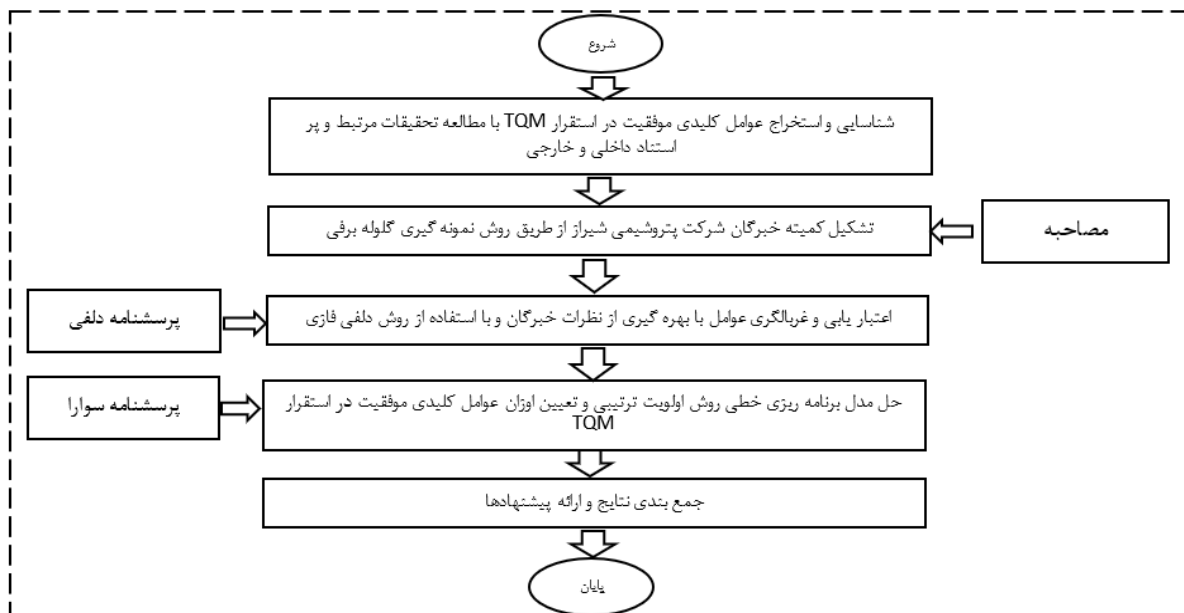 شروع
شناسایی و استخراج عوامل کلیدی موفقیت در استقرار TQM با مطالعه تحقیقات مرتبط و پر
استناد داخلی و خارجی
تشکیل کمیته خبرگان شرکت پتروشیمی شیراز از طریق روش نمونه گیری گلوله برفی
مصاحبه
اعتبار یابی و غربالگری عوامل با بهره گیری از نظرات خبرگان و با استفاده از روش دلفی فازی
پرسشنامه دلفی
حل مدل برنامه ریزی خطی روش اولویت ترتیبی و تعیین اوزان عوامل کلیدی موفقیت در استقرار
TQM
پرسشنامه سوارا
جمع بندی نتایج و ارائه پیشنهادها
پایان